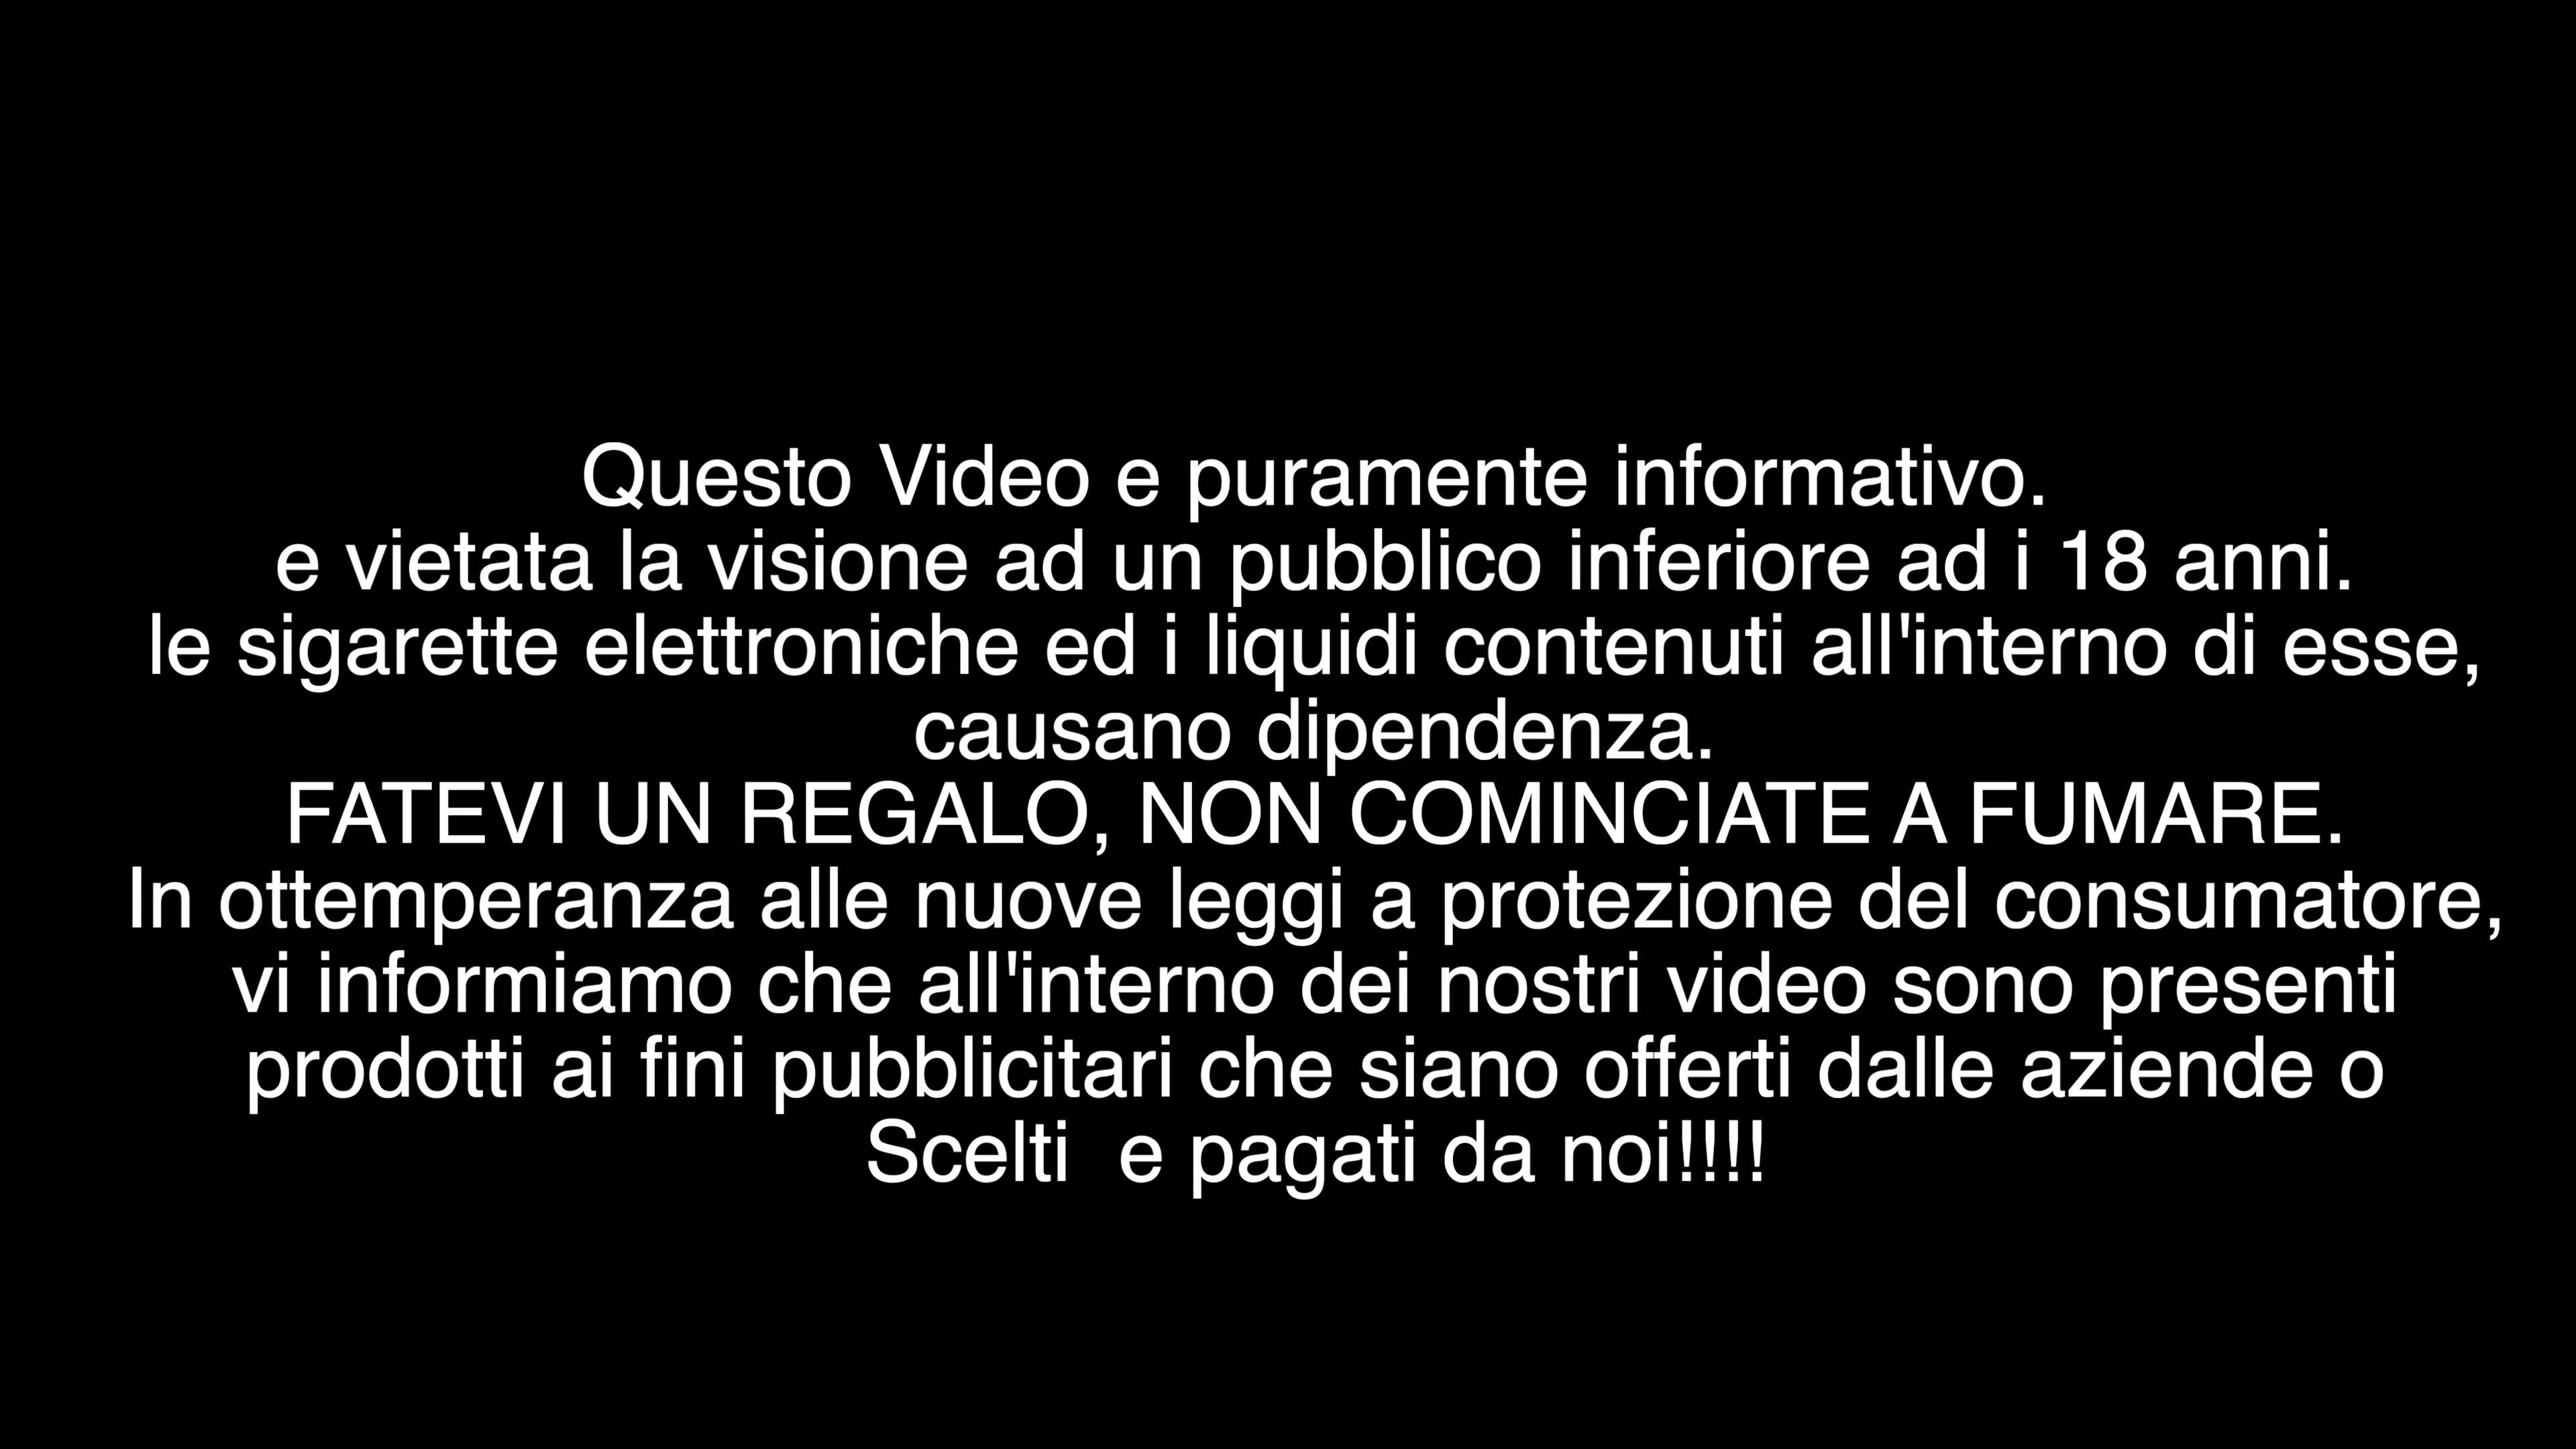 Questo Video e puramente informativo.
e vietata la visione ad un pubblico inferiore ad i 18 anni.
le sigarette elettroniche ed i liquidi contenuti all'interno di esse,
causano dipendenza.
FATEVI UN REGALO, NON COMINCIATE A FUMARE.
In ottemperanza alle nuove leggi a protezione del consumatore,
vi informiamo che all'interno dei nostri video sono presenti
prodotti ai fini pubblicitari che siano offerti dalle aziende o
Scelti  e pagati da noi!!!!